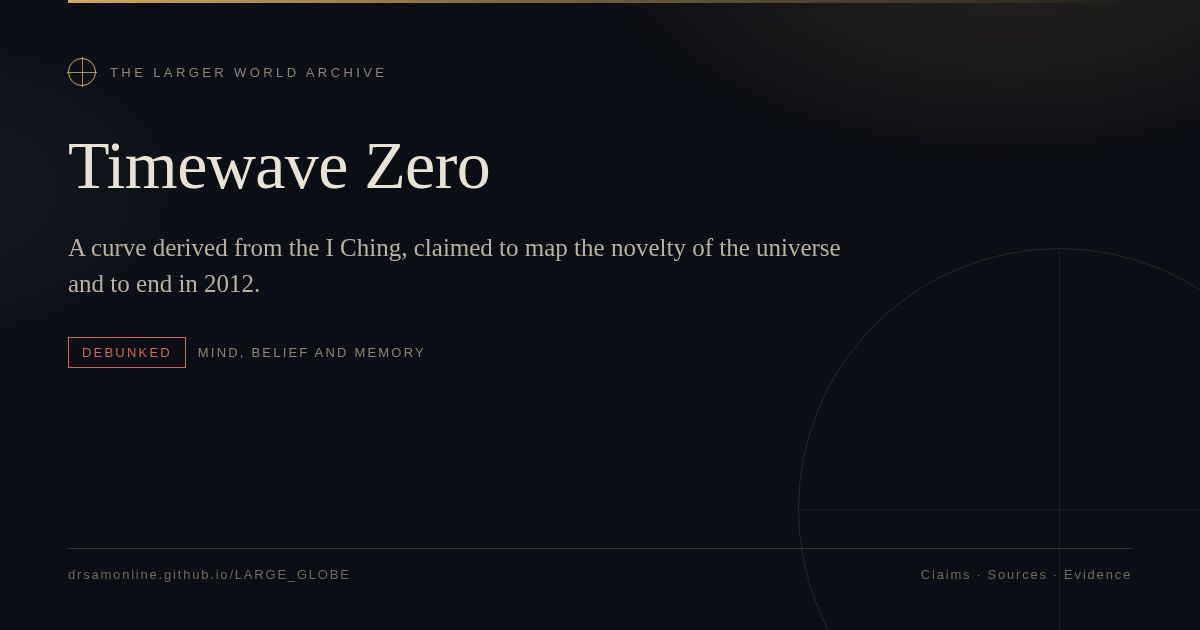 THE LARGER WORLD ARCHIVE
Timewave Zero
A curve derived from the I Ching, claimed to map the novelty of the universe
and to end in 2012.
DEBUNKED MIND, BELIEF AND MEMORY
drsamonline.github.io/LARGE_GLOBE Claims · Sources · Evidence